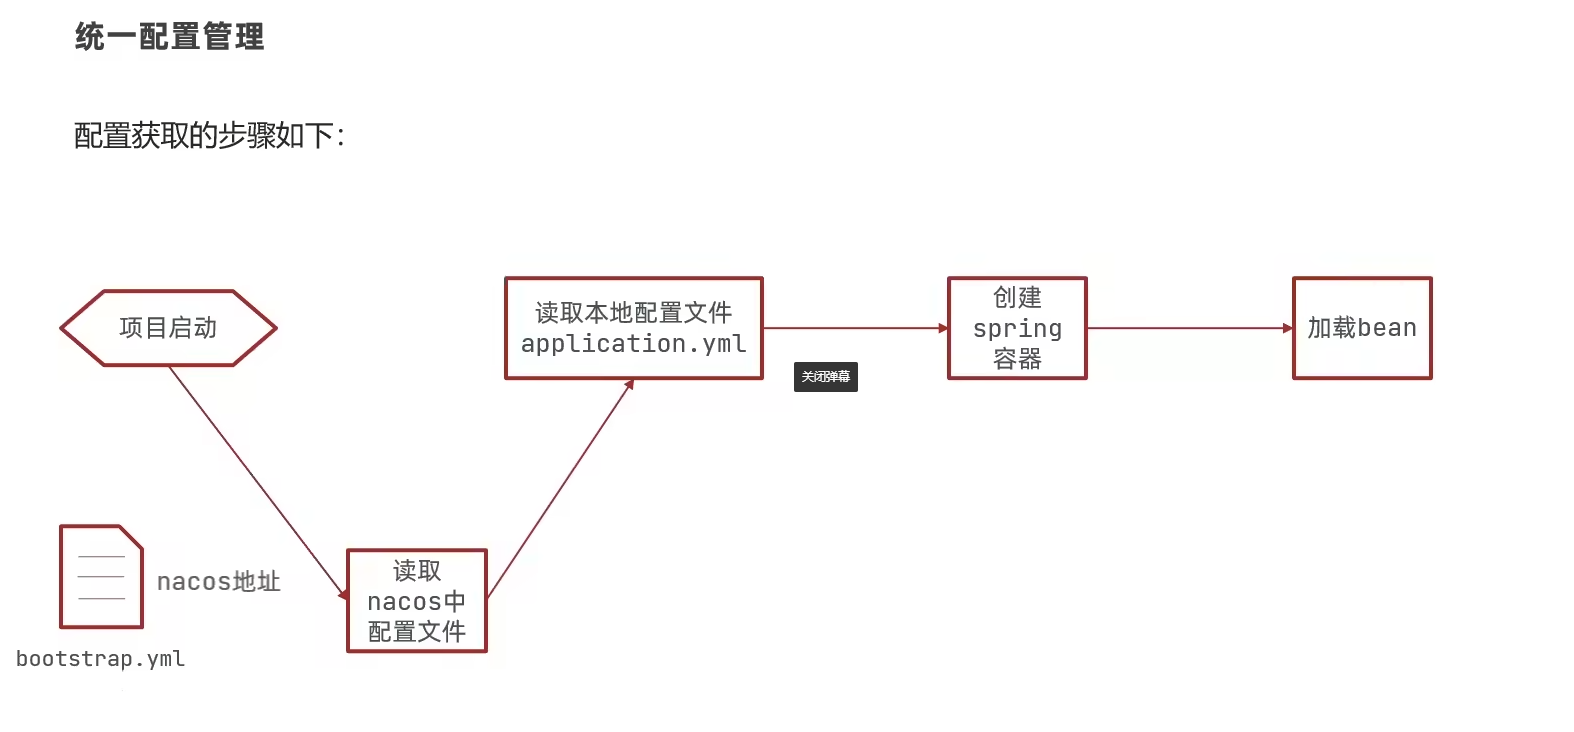 统一配置管理
配置获取的步骤如下：
项目启动
读取本地配置文件
application.yml
关闭弹幕
创建
spring
容器
加载bean
nacos地址
bootstrap.yml
读取
nacos中
配置文件